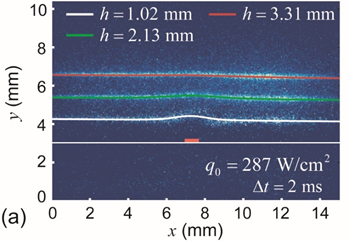 10
h = 1.02 mm h = 3.31 mm
h = 2.13 mm
8
y (mm)
6
4
2
q₀ = 287 W/cm²
Δt = 2 ms
0
0 2 4 6 8 10 12 14
(a) x (mm)